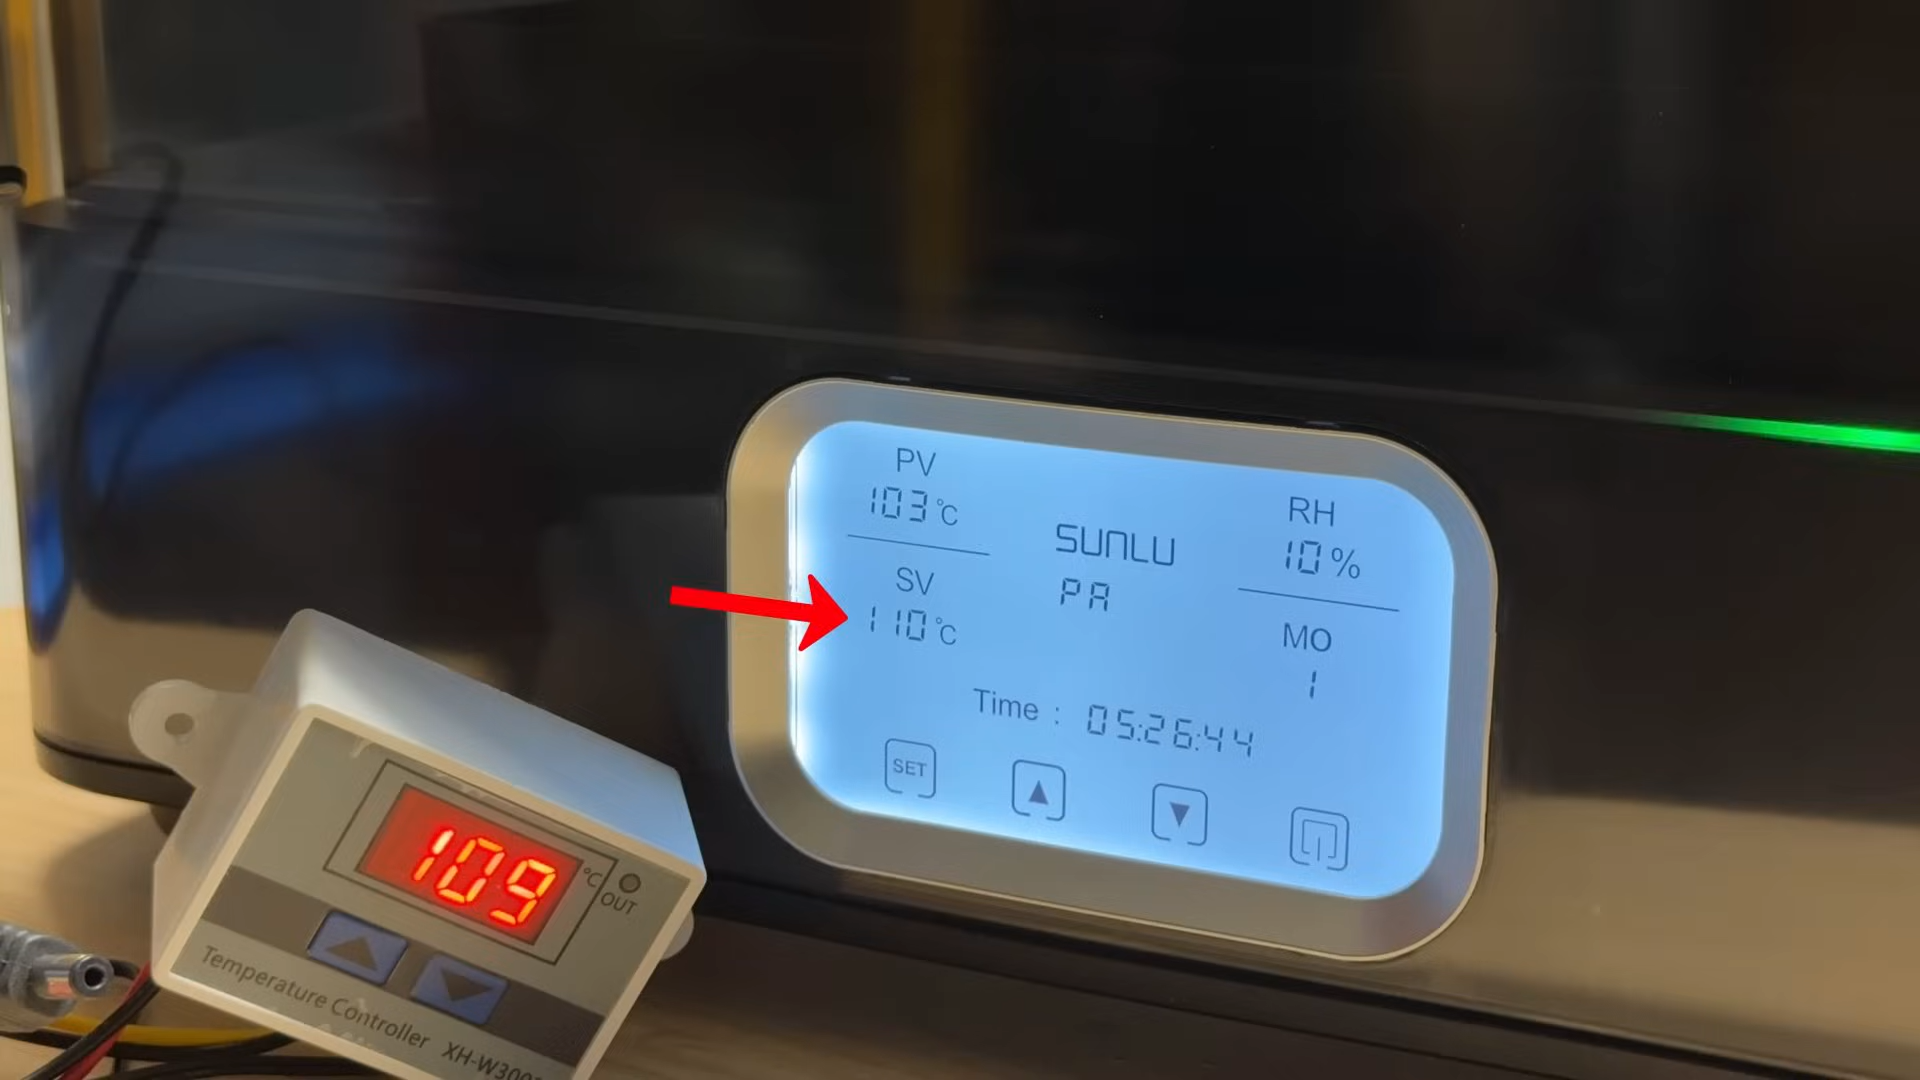 PV
103°C
SV
110°C
SUNLU
PA
RH
10%
MO
1
Time : 05:26:44
SET
109
°C
OUT
Temperature Controller